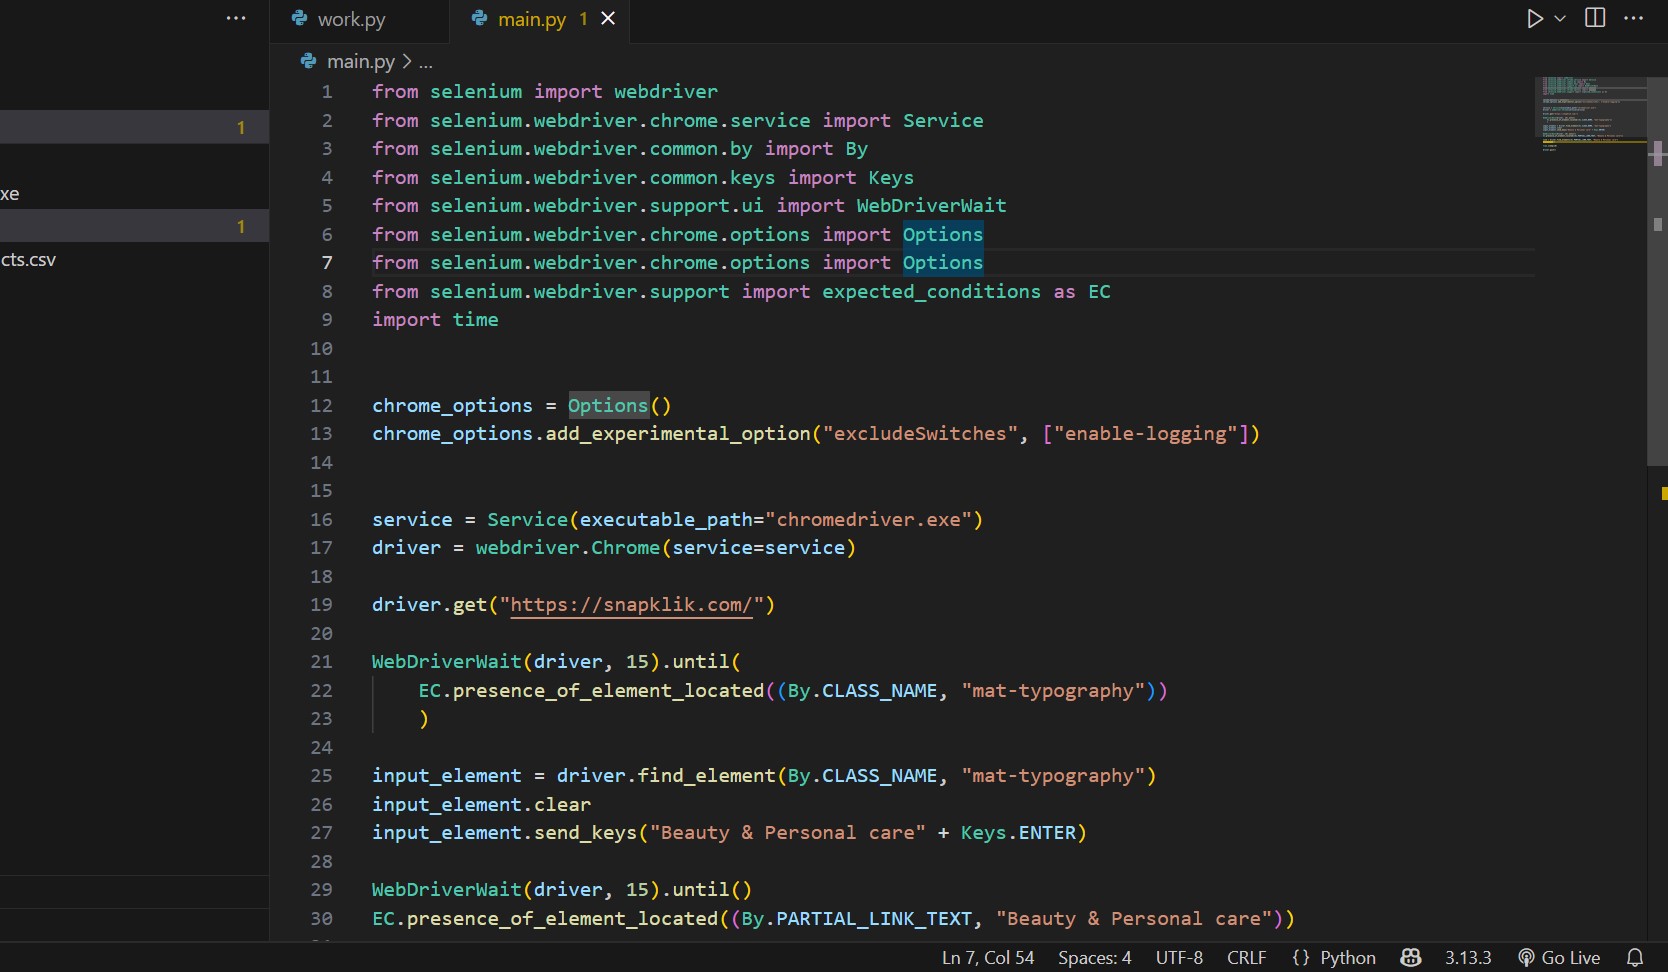 work.py
main.py 1
main.py > ...
1
xe
1
cts.csv
1 from selenium import webdriver
2 from selenium.webdriver.chrome.service import Service
3 from selenium.webdriver.common.by import By
4 from selenium.webdriver.common.keys import Keys
5 from selenium.webdriver.support.ui import WebDriverWait
6 from selenium.webdriver.chrome.options import Options
7 from selenium.webdriver.chrome.options import Options
8 from selenium.webdriver.support import expected_conditions as EC
9 import time
10
11
12 chrome_options = Options()
13 chrome_options.add_experimental_option("excludeSwitches", ["enable-logging"])
14
15
16 service = Service(executable_path="chromedriver.exe")
17 driver = webdriver.Chrome(service=service)
18
19 driver.get("https://snapklik.com/")
20
21 WebDriverWait(driver, 15).until(
22 EC.presence_of_element_located((By.CLASS_NAME, "mat-typography"))
23 )
24
25 input_element = driver.find_element(By.CLASS_NAME, "mat-typography")
26 input_element.clear
27 input_element.send_keys("Beauty & Personal care" + Keys.ENTER)
28
29 WebDriverWait(driver, 15).until()
30 EC.presence_of_element_located((By.PARTIAL_LINK_TEXT, "Beauty & Personal care"))
Ln 7, Col 54 Spaces: 4 UTF-8 CRLF {} Python 3.13.3 Go Live